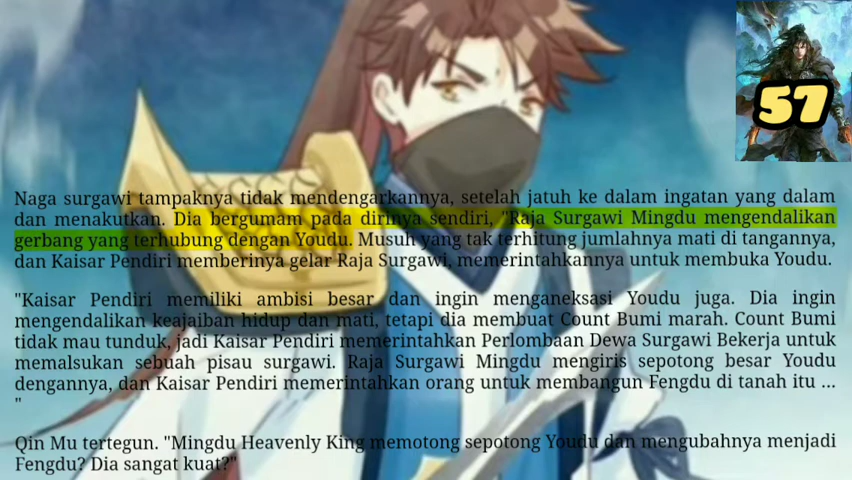 57
Naga surgawi tampaknya tidak mendengarkannya, setelah jatuh ke dalam ingatan yang dalam
dan menakutkan. Dia bergumam pada dirinya sendiri, "Raja Surgawi Mingdu mengendalikan
gerbang yang terhubung dengan Youdu. Musuh yang tak terhitung jumlahnya mati di tangannya,
dan Kaisar Pendiri memberinya gelar Raja Surgawi, memerintahkannya untuk membuka Youdu.
"Kaisar Pendiri memiliki ambisi besar dan ingin menganeksasi Youdu juga. Dia ingin
mengendalikan keajaiban hidup dan mati, tetapi dia membuat Count Bumi marah. Count Bumi
tidak mau tunduk, jadi Kaisar Pendiri memerintahkan Perlombaan Dewa Surgawi Bekerja untuk
memalsukan sebuah pisau surgawi. Raja Surgawi Mingdu mengiris sepotong besar Youdu
dengannya, dan Kaisar Pendiri memerintahkan orang untuk membangun Fengdu di tanah itu ...
"
Qin Mu tertegun. "Mingdu Heavenly King memotong sepotong Youdu dan mengubahnya menjadi
Fengdu? Dia sangat kuat?"